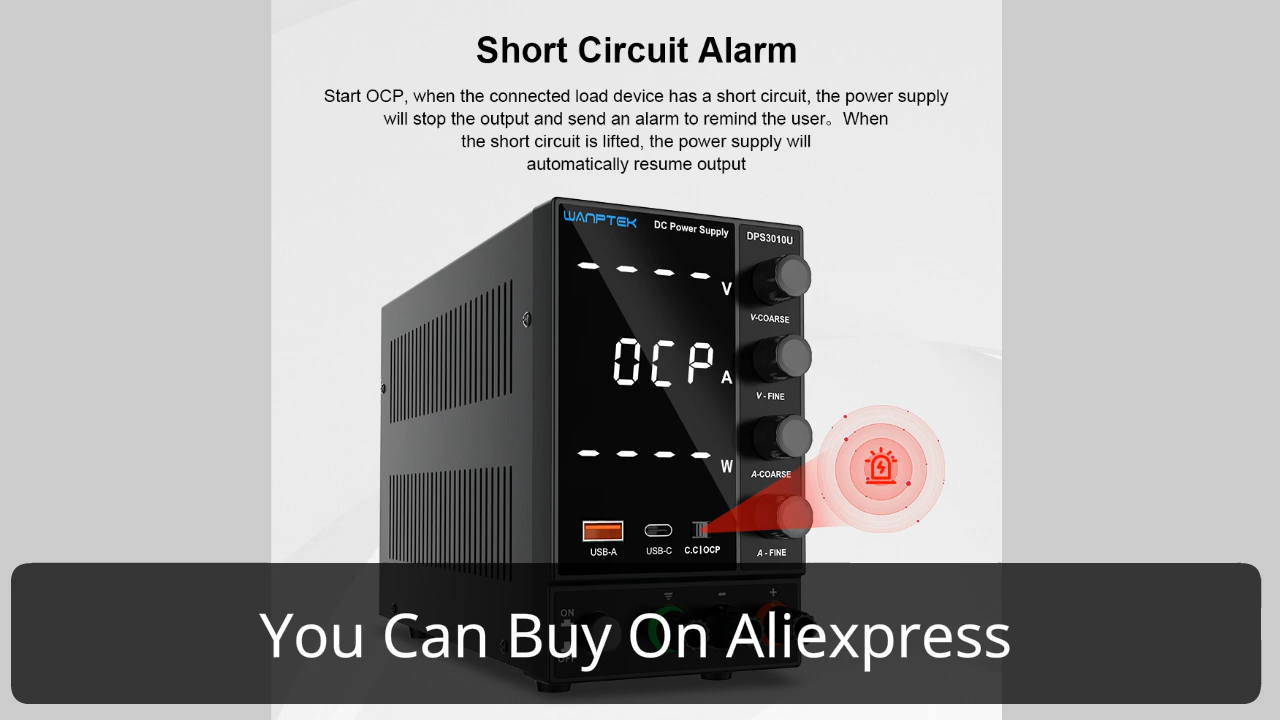 Short Circuit Alarm
Start OCP, when the connected load device has a short circuit, the power supply
will stop the output and send an alarm to remind the user。When
the short circuit is lifted, the power supply will
automatically resume output
WANPTEK
DC Power Supply
DPS3010U
- - - - V
V-COARSE
OCP A
V - FINE
- - - - W
A-COARSE
USB-A
USB-C
C.C|OCP
A - FINE
ON
OFF
- +
You Can Buy On Aliexpress